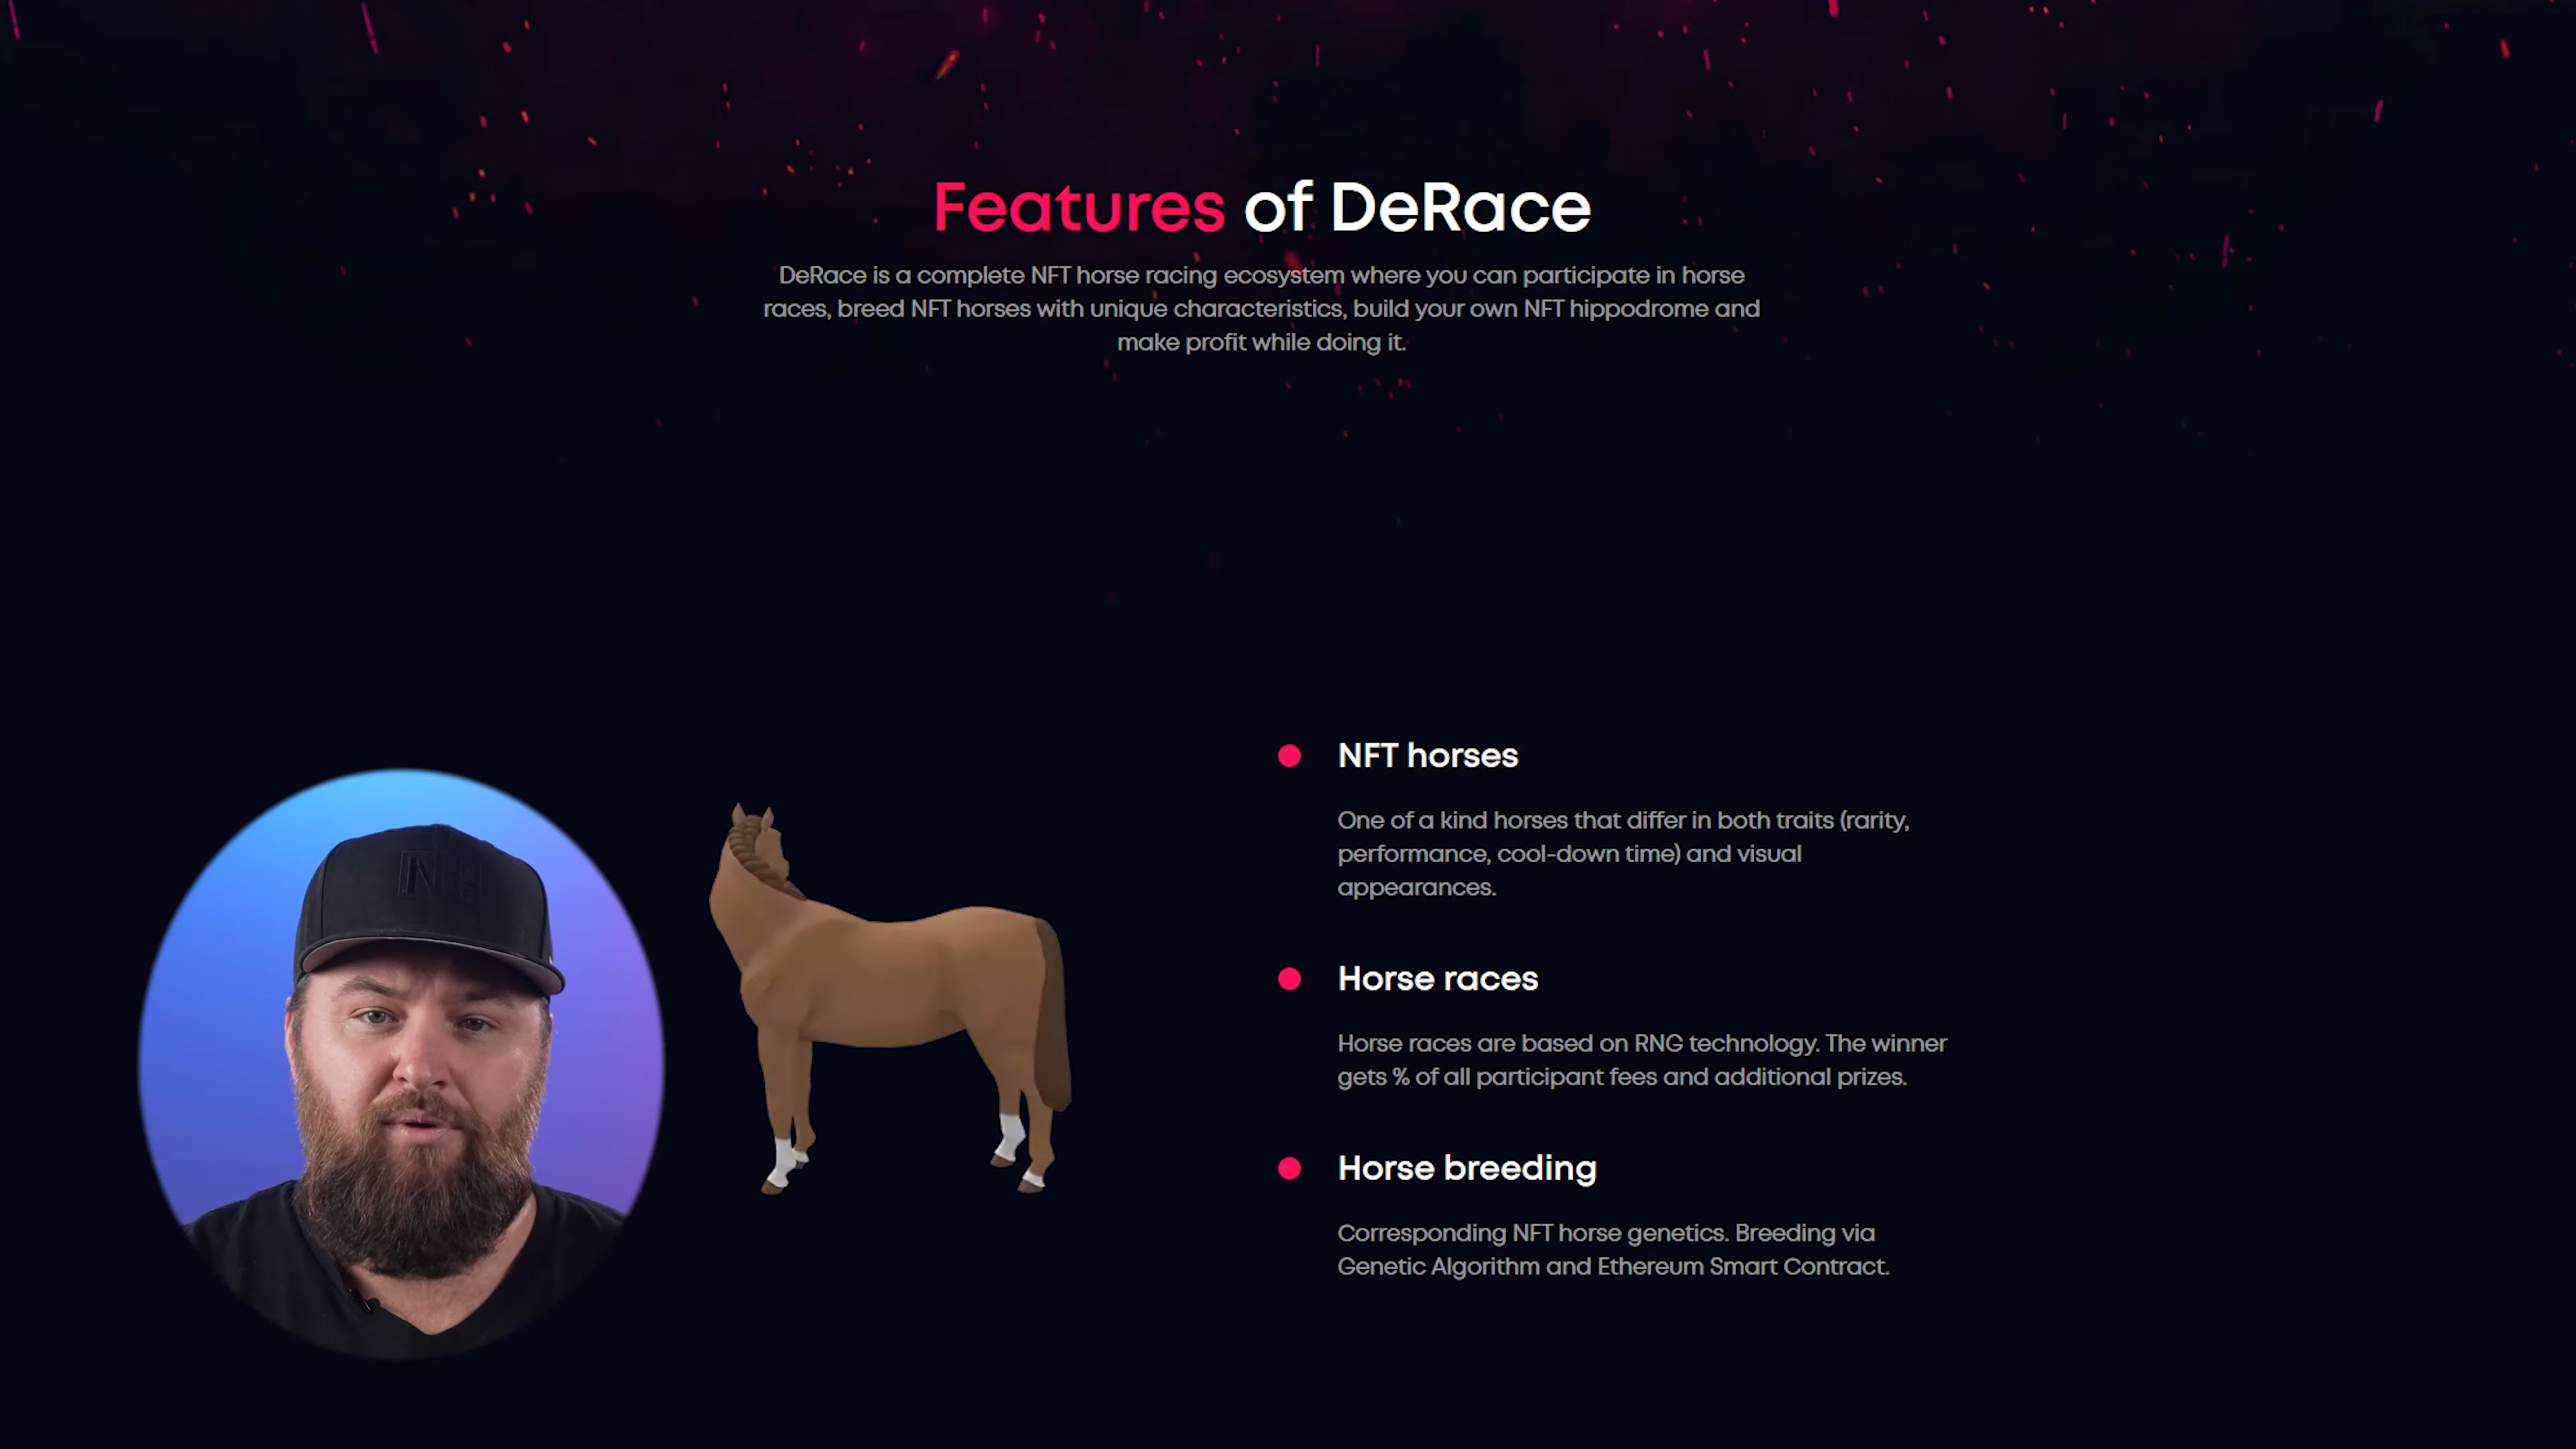 Features of DeRace
DeRace is a complete NFT horse racing ecosystem where you can participate in horse
races, breed NFT horses with unique characteristics, build your own NFT hippodrome and
make profit while doing it.
NFT horses
One of a kind horses that differ in both traits (rarity,
performance, cool-down time) and visual
appearances.
Horse races
Horse races are based on RNG technology. The winner
gets % of all participant fees and additional prizes.
Horse breeding
Corresponding NFT horse genetics. Breeding via
Genetic Algorithm and Ethereum Smart Contract.